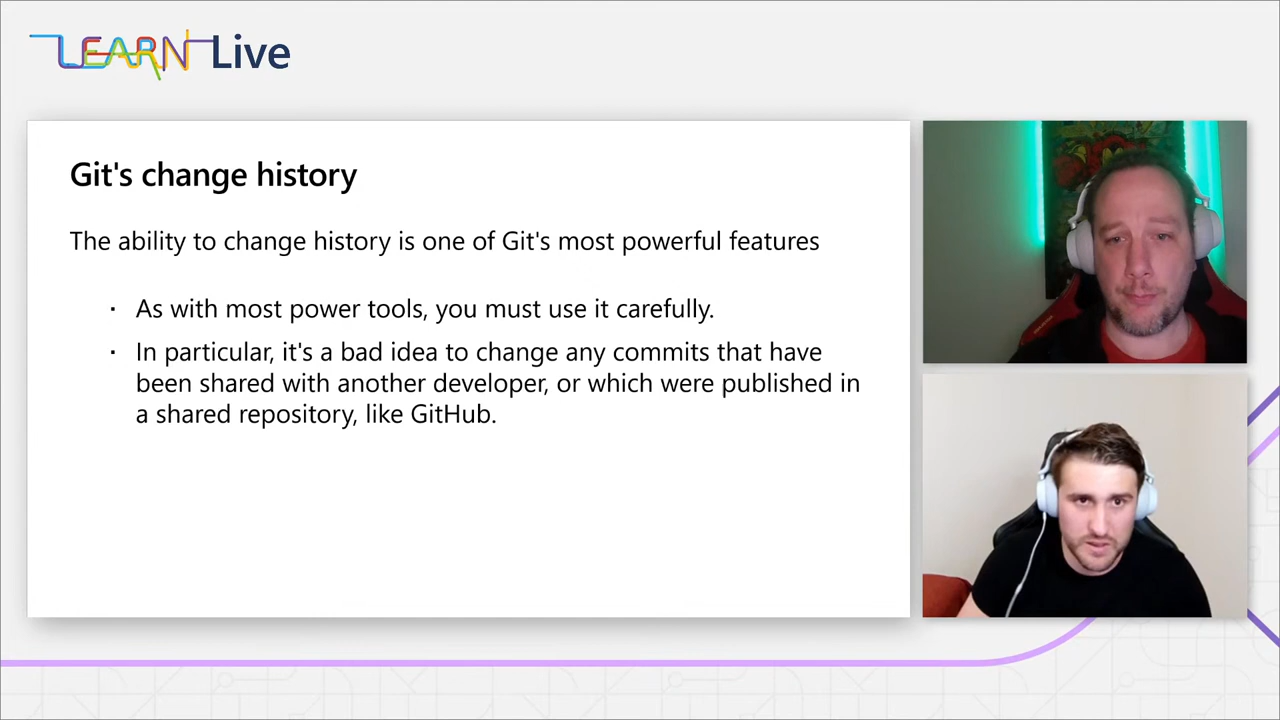 LEARN Live
Git's change history
The ability to change history is one of Git's most powerful features
· As with most power tools, you must use it carefully.
· In particular, it's a bad idea to change any commits that have
been shared with another developer, or which were published in
a shared repository, like GitHub.